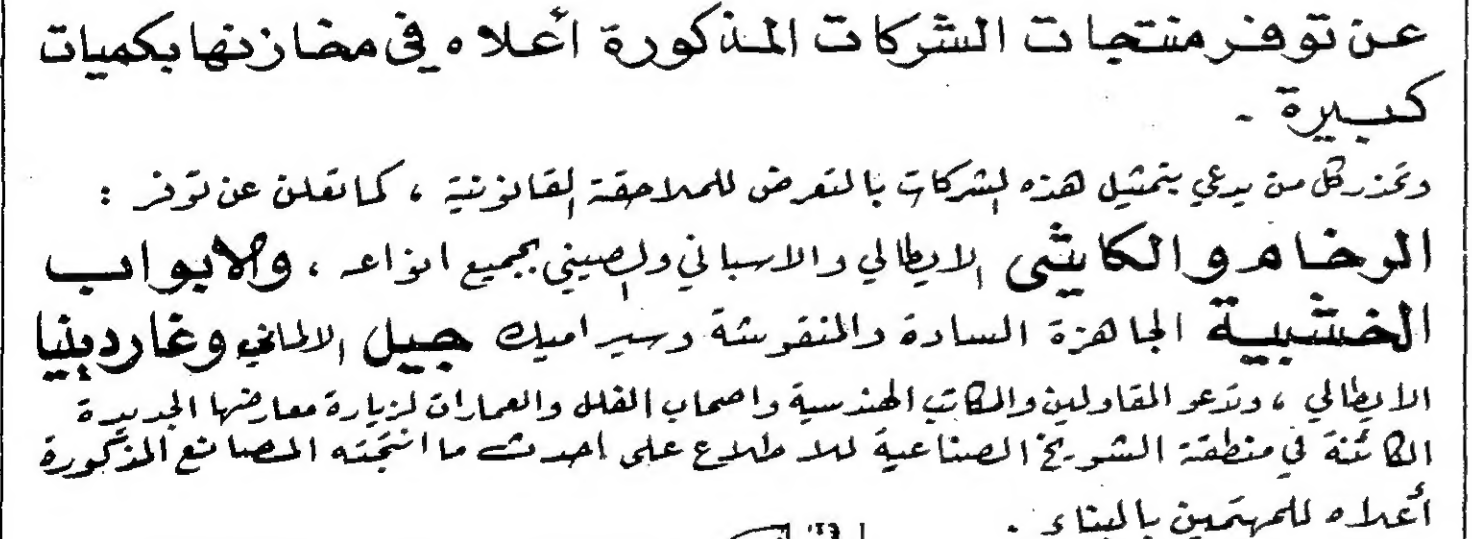 عن توفر منتجات الشركات المذكورة أعلاه في مخازنها بكميات
كبيرة .
وتحذر كل من يدعي بتمثيل هذه الشركات بالتعرض للملاحقة القانونية ، كما تعلن عن توفر :
الرخام والكاشي الايطالي والاسباني والصيني بجميع انواعه ، والابواب
الخشبية الجاهزة السادة والمنقوشة وسيراميك جيل الالماني وغاردينيا
الايطالي ، وتدعو المقاولين والمكاتب الهندسية واصحاب الفلل والعمارات لزيارة معارضها الجديدة
الكائنة في منطقة الشويخ الصناعية للاطلاع على احدث ما انتجته المصانع المذكورة
أعلاه للمهتمين بالبناء .